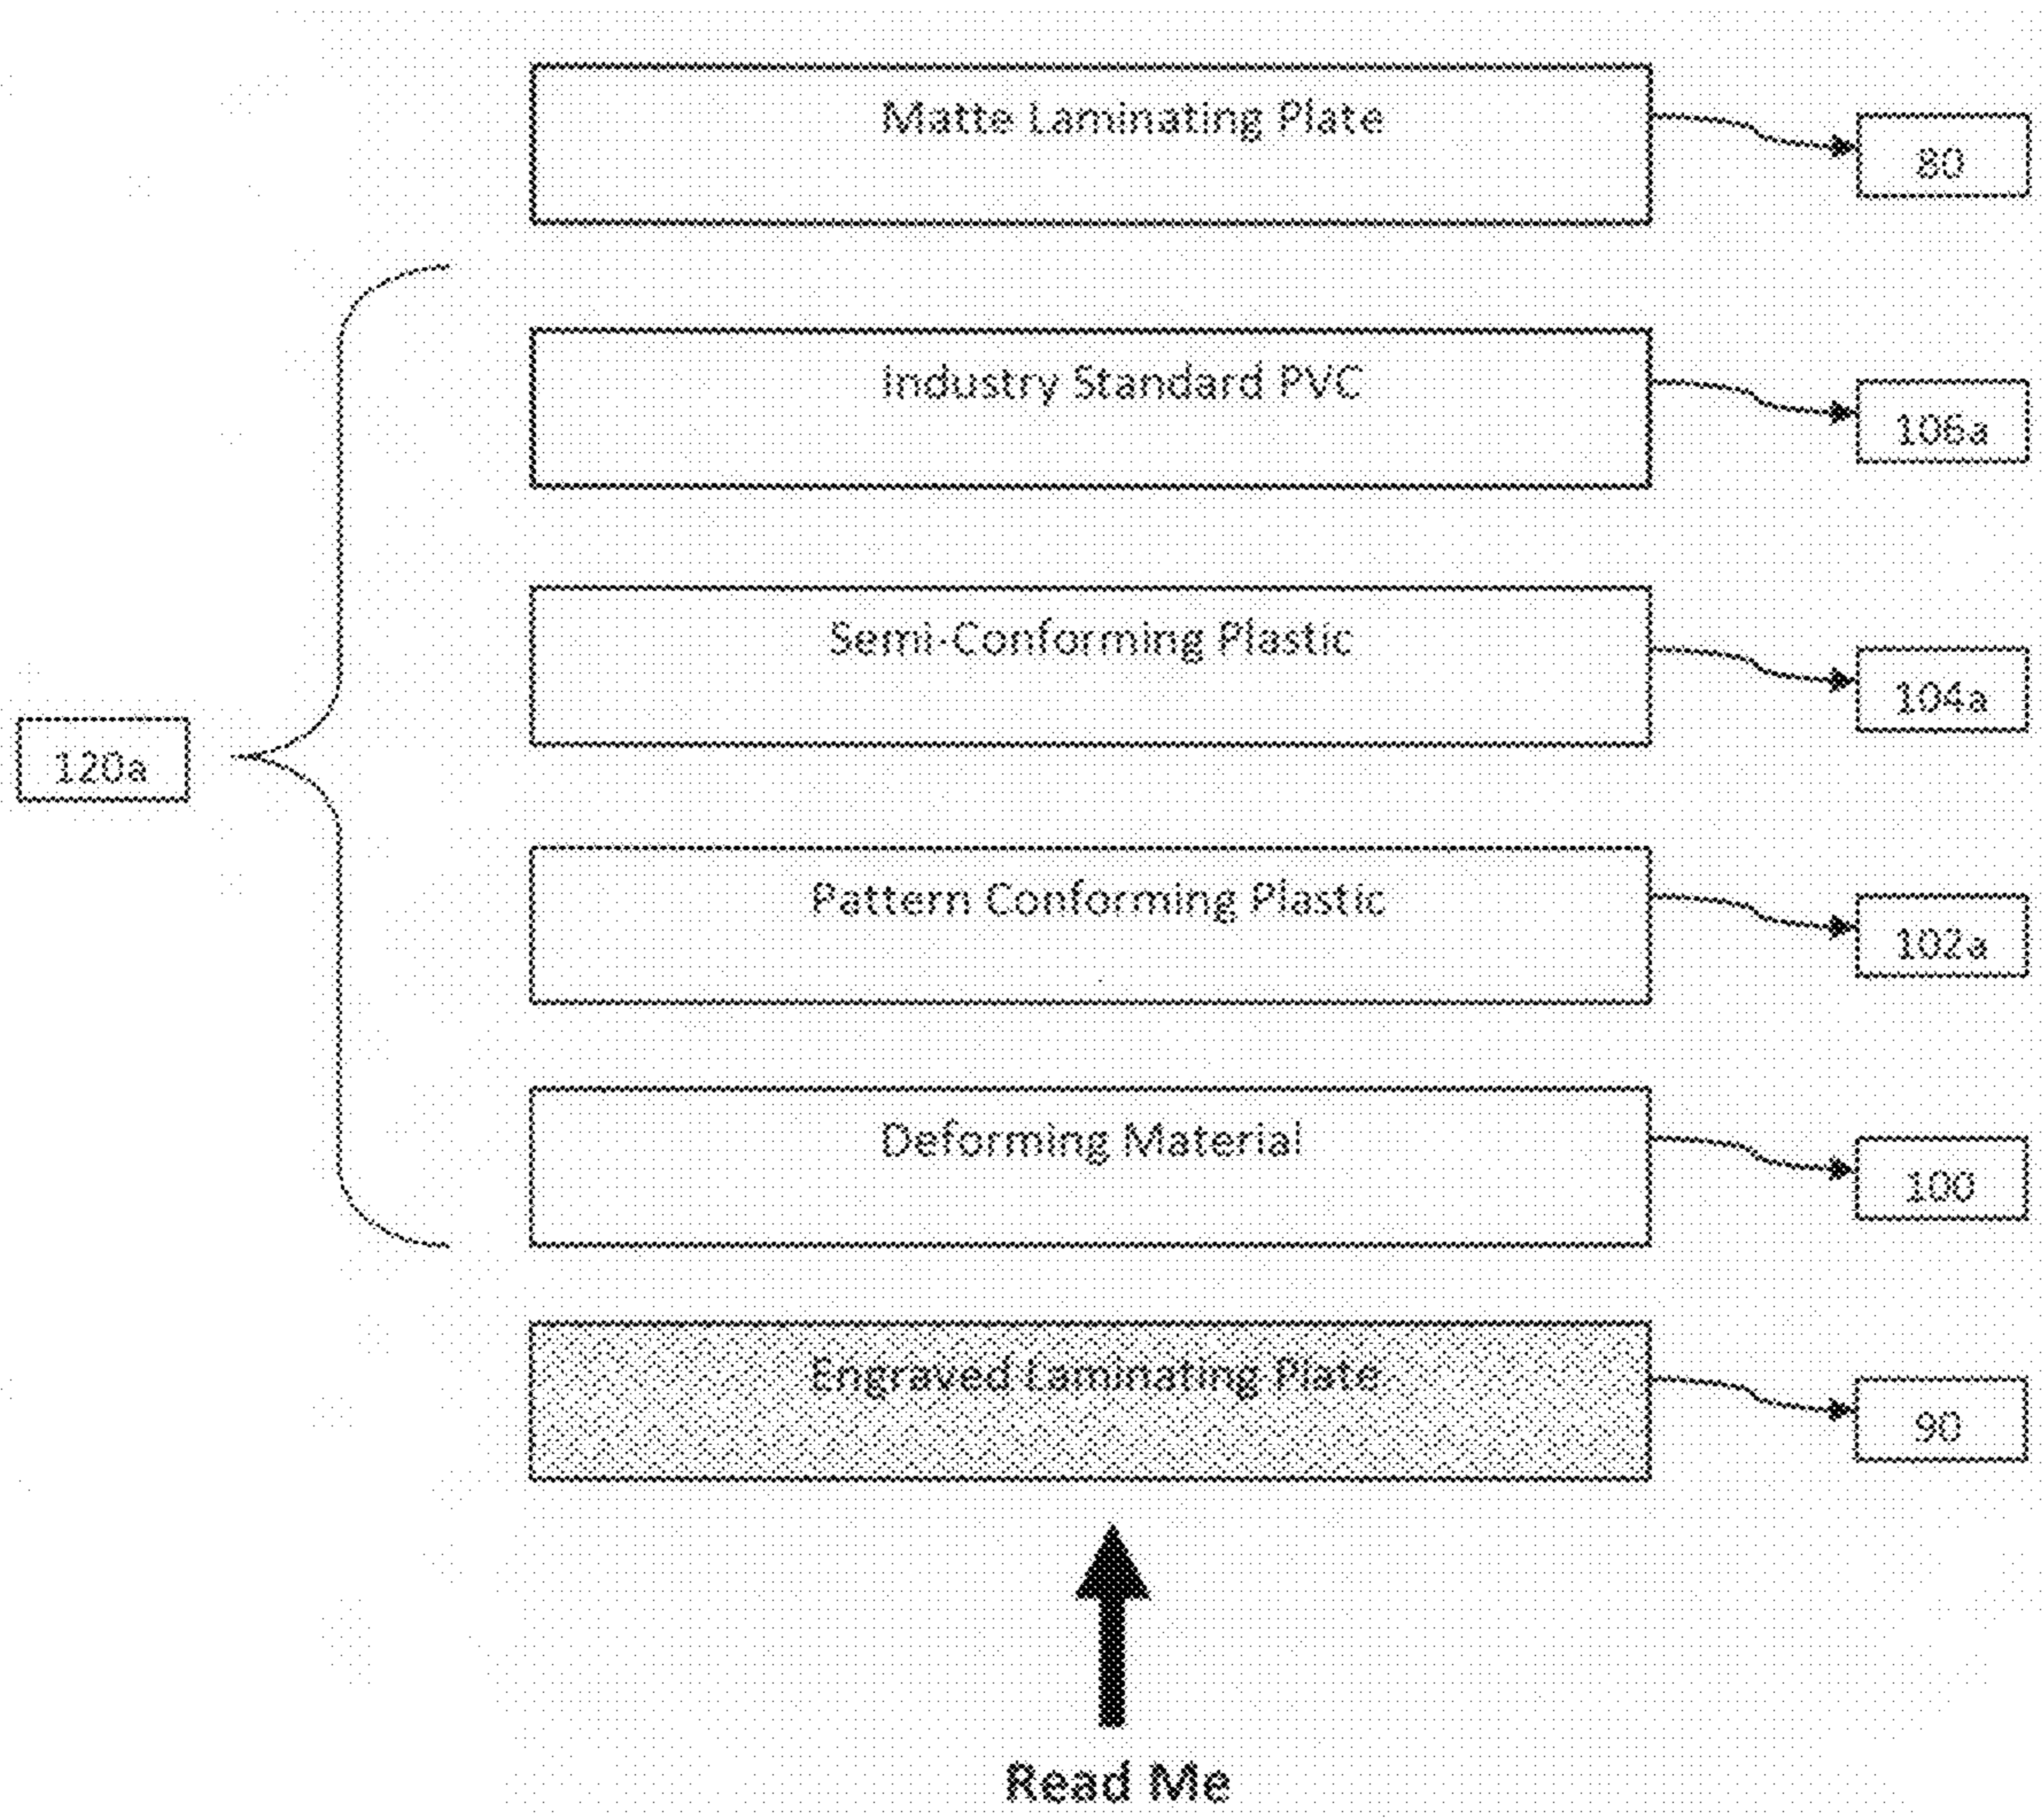 Matte Laminating Plate
80
Industry Standard PVC
106a
Semi-Conforming Plastic
104a
120a
Pattern Conforming Plastic
102a
Deforming Material
100
Engraved Laminating Plate
90
Read Me